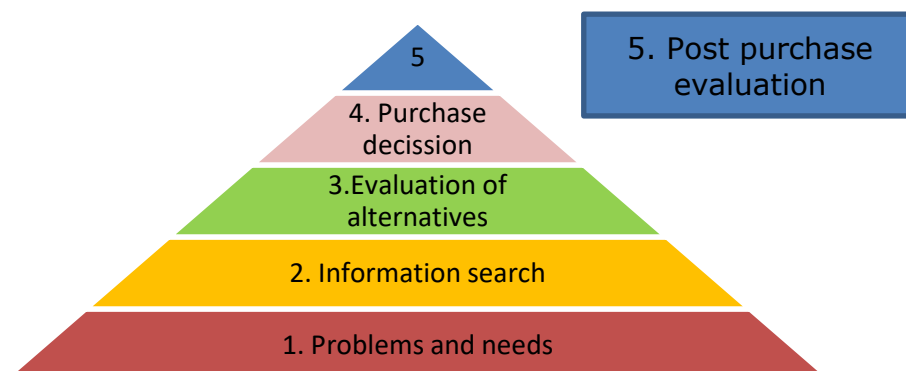 5
5. Post purchase
evaluation
4. Purchase
decission
3.Evaluation of
alternatives
2. Information search
1. Problems and needs